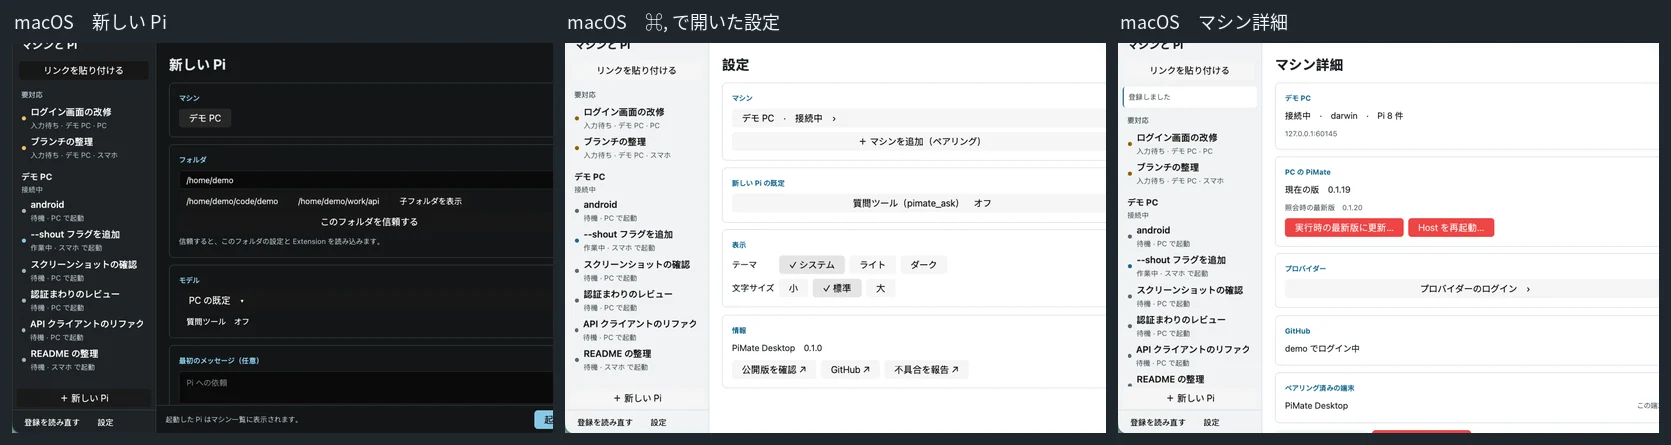 macOS 新しい Pi
マシンと Pi
リンクを貼り付ける
要対応
ログイン画面の改修
入力待ち · デモ PC · PC
ブランチの整理
入力待ち · デモ PC · スマホ
デモ PC
接続中
android
待機 · PC で起動
--shout フラグを追加
作業中 · スマホ で起動
スクリーンショットの確認
待機 · PC で起動
認証まわりのレビュー
待機 · PC で起動
API クライアントのリファク
待機 · PC で起動
README の整理
待機 · スマホ で起動
+ 新しい Pi
登録を読み直す 設定
新しい Pi
マシン
デモ PC
フォルダ
/home/demo
/home/demo/code/demo /home/demo/work/api 子フォルダを表示
このフォルダを信頼する
信頼すると、このフォルダの設定と Extension を読み込みます。
モデル
PC の既定 ▾
質問ツール オフ
最初のメッセージ（任意）
Pi への依頼
起動した Pi はマシン一覧に表示されます。
macOS ⌘, で開いた設定
マシンと Pi
リンクを貼り付ける
要対応
ログイン画面の改修
入力待ち · デモ PC · PC
ブランチの整理
入力待ち · デモ PC · スマホ
デモ PC
接続中
android
待機 · PC で起動
--shout フラグを追加
作業中 · スマホ で起動
スクリーンショットの確認
待機 · PC で起動
認証まわりのレビュー
待機 · PC で起動
API クライアントのリファク
待機 · PC で起動
README の整理
待機 · スマホ で起動
+ 新しい Pi
登録を読み直す 設定
設定
マシン
デモ PC · 接続中 ›
+ マシンを追加（ペアリング）
新しい Pi の既定
質問ツール（pimate_ask） オフ
表示
テーマ ✓ システム ライト ダーク
文字サイズ 小 ✓ 標準 大
情報
PiMate Desktop 0.1.0
公開版を確認 ↗ GitHub ↗ 不具合を報告 ↗
macOS マシン詳細
マシンと Pi
リンクを貼り付ける
登録しました
要対応
ログイン画面の改修
入力待ち · デモ PC · PC
ブランチの整理
入力待ち · デモ PC · スマホ
デモ PC
接続中
android
待機 · PC で起動
--shout フラグを追加
作業中 · スマホ で起動
スクリーンショットの確認
待機 · PC で起動
認証まわりのレビュー
待機 · PC で起動
API クライアントのリファク
待機 · PC で起動
README の整理
+ 新しい Pi
登録を読み直す 設定
マシン詳細
デモ PC
接続中 · darwin · Pi 8 件
127.0.0.1:60145
PC の PiMate
現在の版 0.1.19
照会時の最新版 0.1.20
実行時の最新版に更新… Host を再起動…
プロバイダー
プロバイダーのログイン ›
GitHub
demo でログイン中
ペアリング済みの端末
PiMate Desktop この端